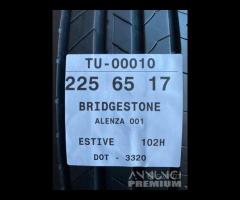 TU-00010
225 65 17
BRIDGESTONE
ALENZA 001
ESTIVE 102H
DOT - 3320
ANNUNCI
PREMIUM